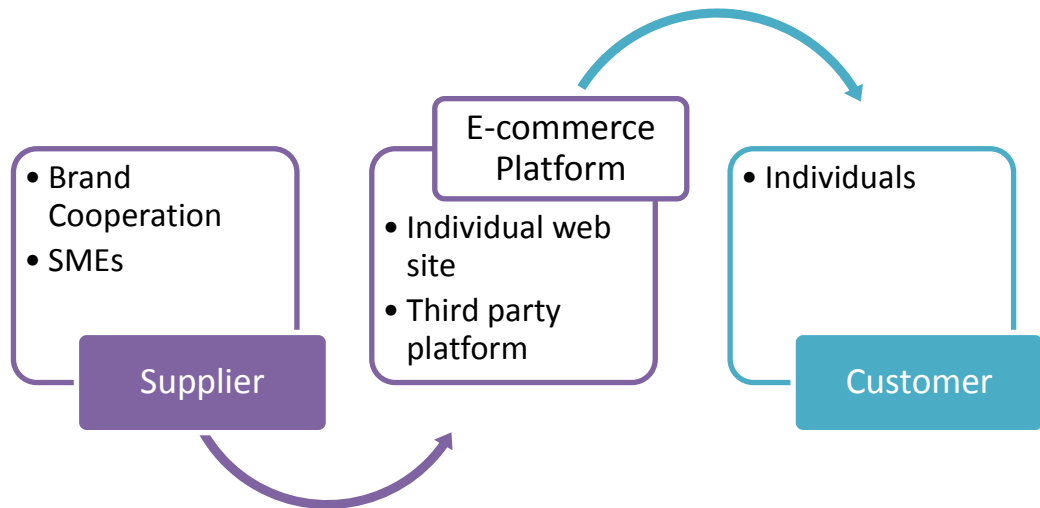 • Brand
Cooperation
• SMEs
Supplier
E-commerce
Platform
• Individual web
site
• Third party
platform
• Individuals
Customer